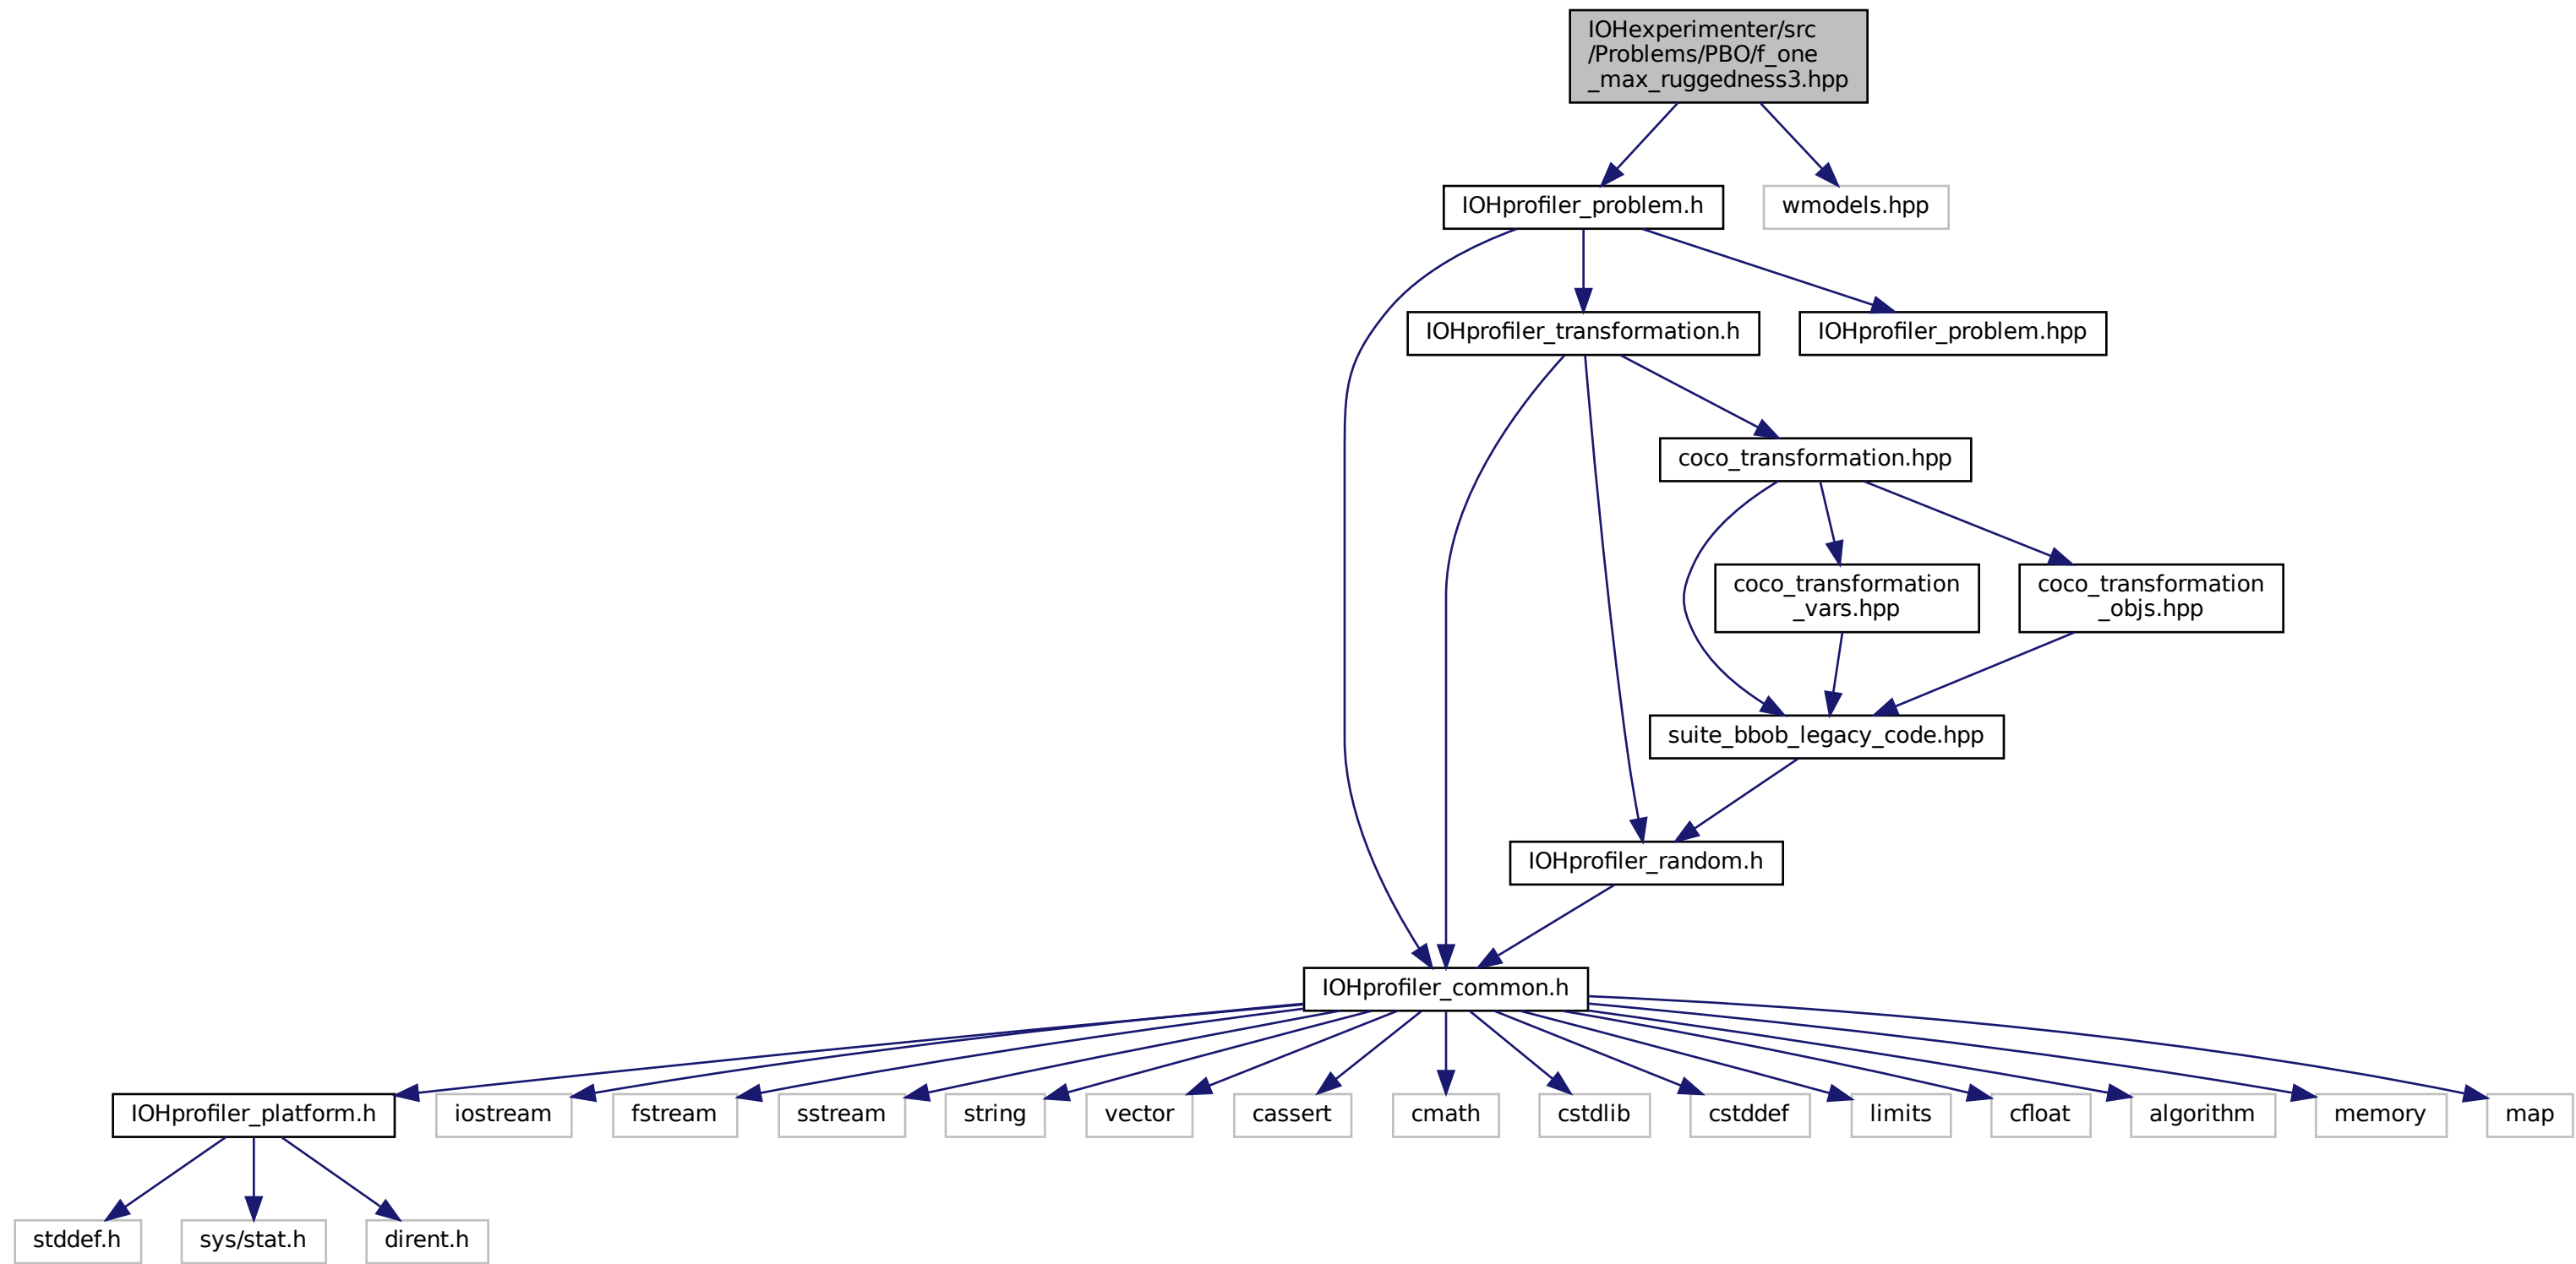 IOHexperimenter/src
/Problems/PBO/f_one
_max_ruggedness3.hpp
IOHprofiler_problem.h
wmodels.hpp
IOHprofiler_transformation.h
IOHprofiler_problem.hpp
coco_transformation.hpp
coco_transformation
_vars.hpp
coco_transformation
_objs.hpp
suite_bbob_legacy_code.hpp
IOHprofiler_random.h
IOHprofiler_common.h
IOHprofiler_platform.h
iostream
fstream
sstream
string
vector
cassert
cmath
cstdlib
cstddef
limits
cfloat
algorithm
memory
map
stddef.h
sys/stat.h
dirent.h